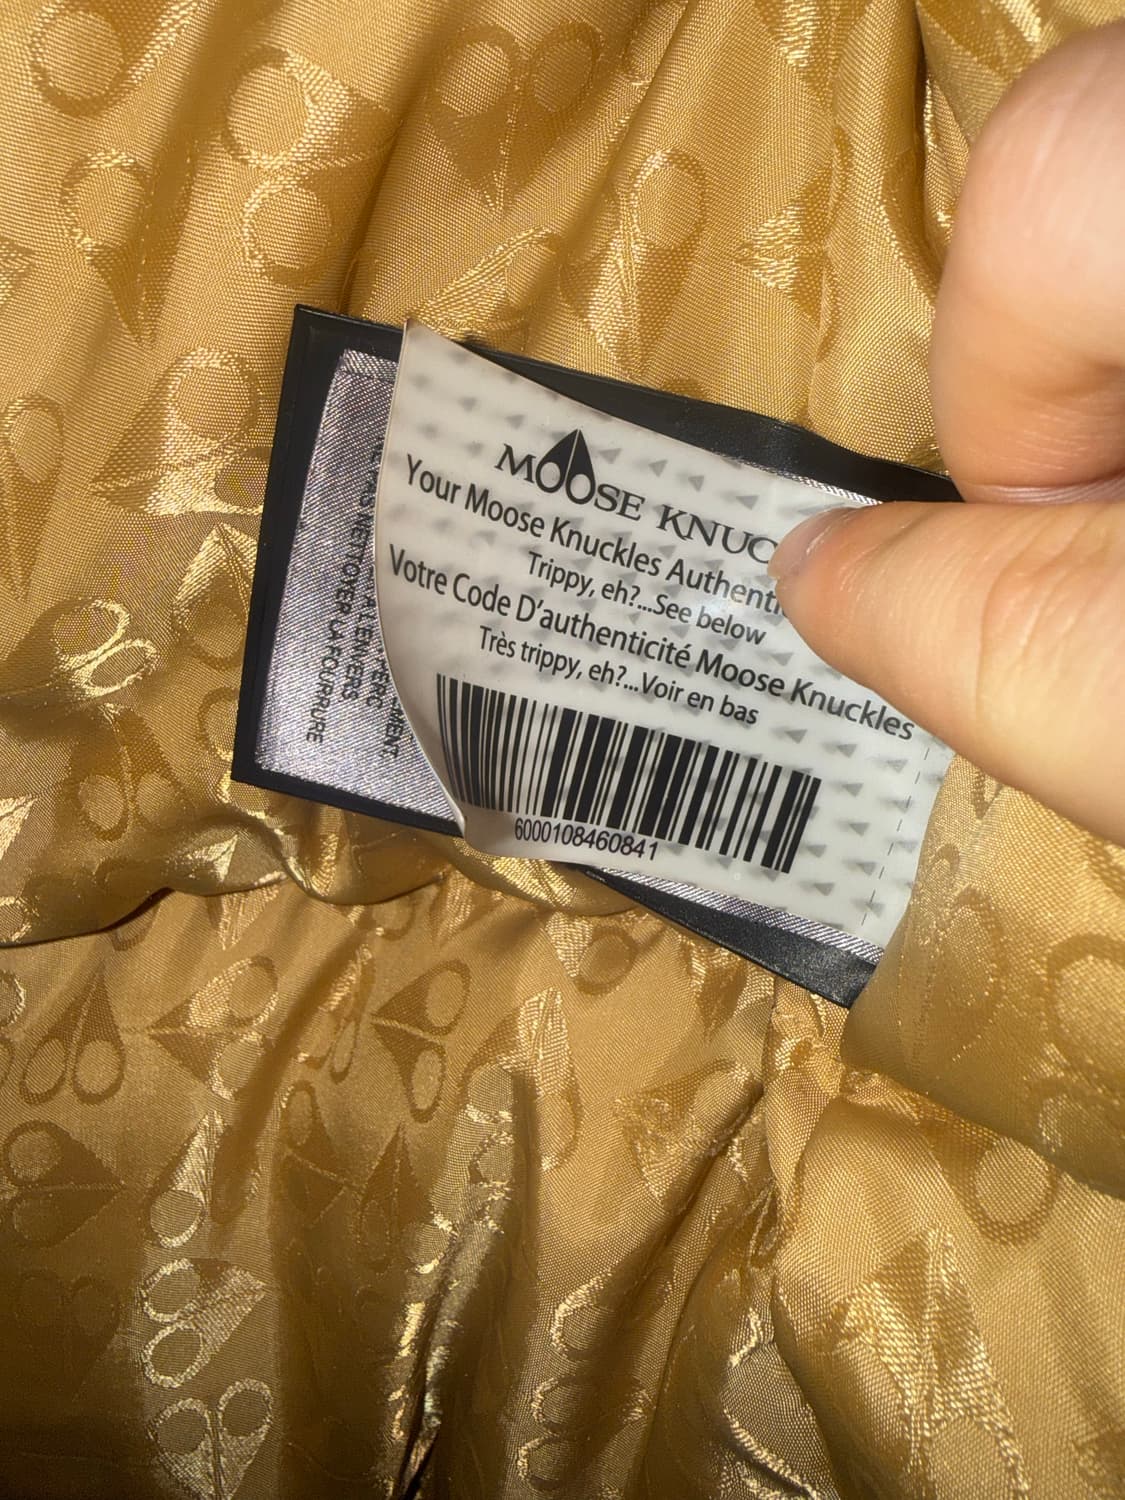 MOOSE KNUC
Your Moose Knuckles Authenti
Trippy, eh?...See below
Votre Code D'authenticité Moose Knuckles
Très trippy, eh?...Voir en bas
6000108460841
NETTOYER LA FOURRURE
L'ENVERS